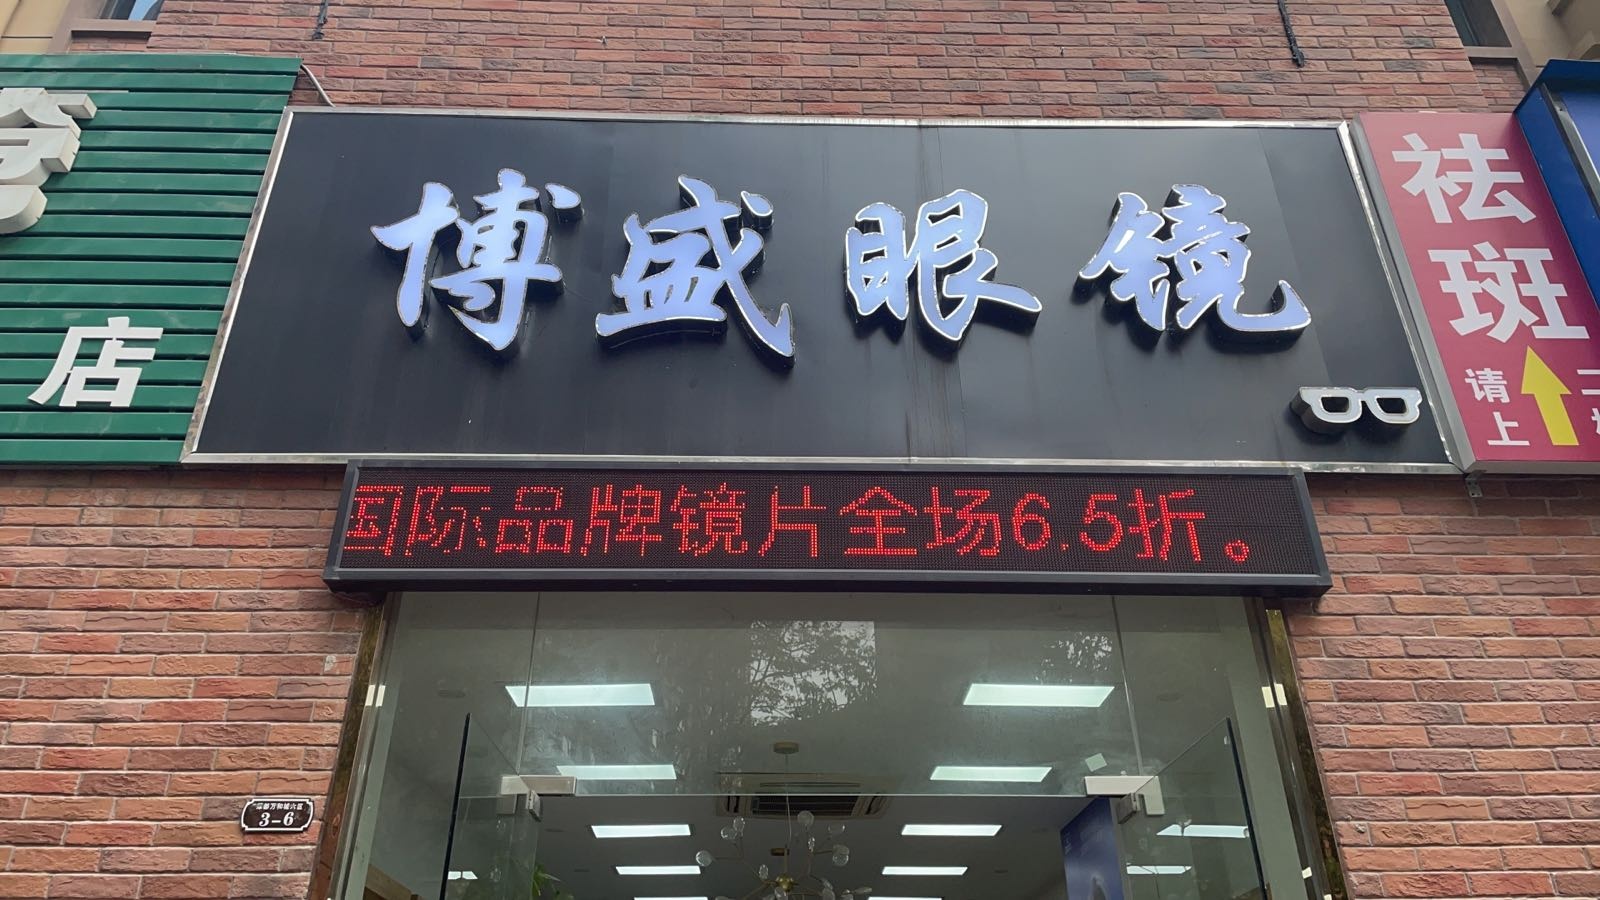 博盛眼镜
国际品牌镜片全场6.5折。
店
祛斑
请上
3-6